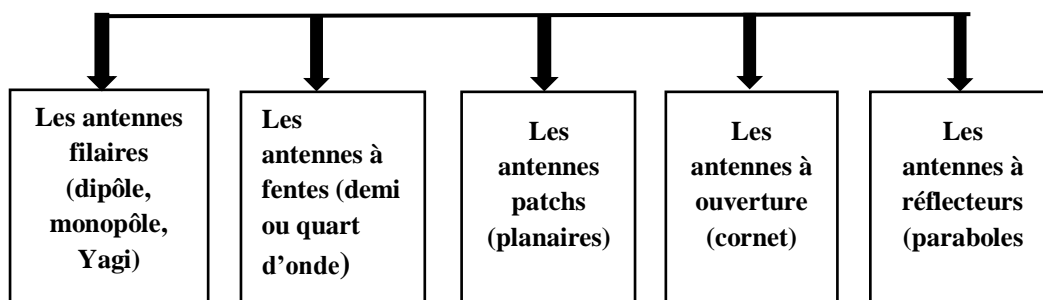 Les antennes
filaires
(dipôle,
monopôle,
Yagi)
Les
antennes à
fentes (demi
ou quart
d’onde)
Les
antennes
patchs
(planaires)
Les
antennes à
ouverture
(cornet)
Les
antennes à
réflecteurs
(paraboles